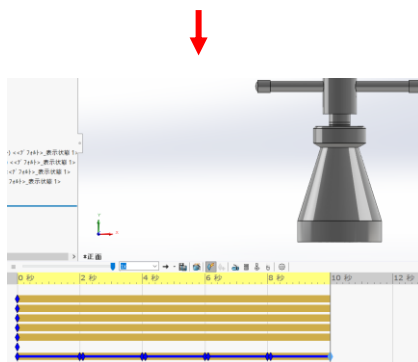 <<デフォルト>_表示状態 1>
<<デフォルト>_表示状態 1>
<<デフォルト>_表示状態 1>
フォルト>_表示状態 1>
*正面
0 秒 2 秒 4 秒 6 秒 8 秒 10 秒 12 秒